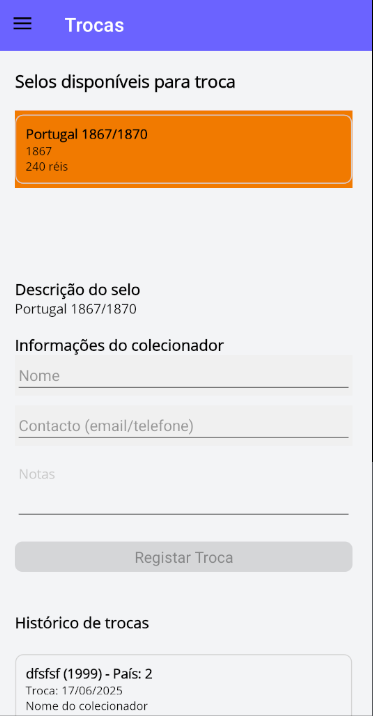 Trocas
Selos disponíveis para troca
Portugal 1867/1870
1867
240 réis
Descrição do selo
Portugal 1867/1870
Informações do colecionador
Nome
Contacto (email/telefone)
Notas
Registar Troca
Histórico de trocas
dfsfsf (1999) - País: 2
Troca: 17/06/2025
Nome do colecionador